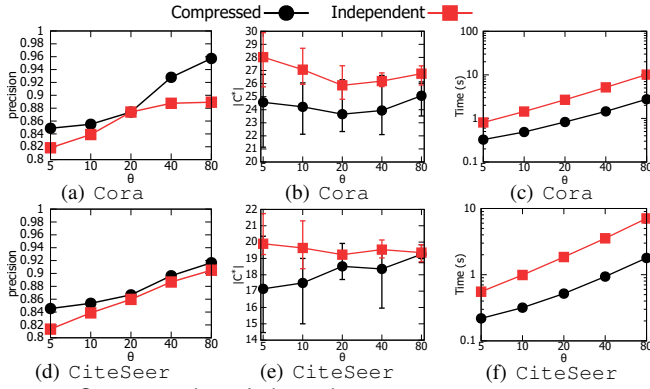 Compressed Independent
precision
1
0.98
0.96
0.94
0.92
0.9
0.88
0.86
0.84
0.82
0.8
5 10 20 40 80
θ
(a) Cora
|C*|
30
29
28
27
26
25
24
23
22
21
20
5 10 20 40 80
θ
(b) Cora
Time (s)
100
10
1
0.1
5 10 20 40 80
θ
(c) Cora
precision
1
0.98
0.96
0.94
0.92
0.9
0.88
0.86
0.84
0.82
0.8
5 10 20 40 80
θ
(d) CiteSeer
|C*|
22
21
20
19
18
17
16
15
14
5 10 20 40 80
θ
(e) CiteSeer
Time (s)
10
1
0.1
5 10 20 40 80
θ
(f) CiteSeer